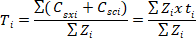 T_i = ∑( C_sxi + C_sci ) / ∑ Z_i = ∑ Z_i x t_i / ∑ Z_i